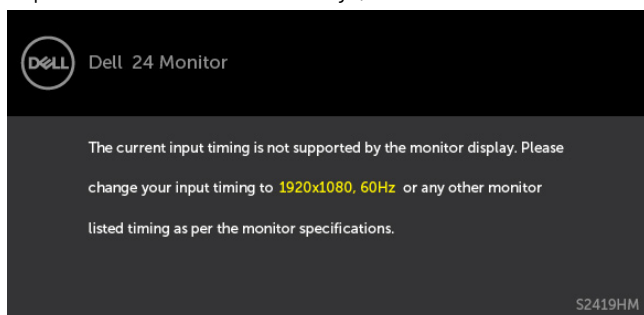 DELL
Dell 24 Monitor
The current input timing is not supported by the monitor display. Please
change your input timing to 1920x1080, 60Hz or any other monitor
listed timing as per the monitor specifications.
S2419HM